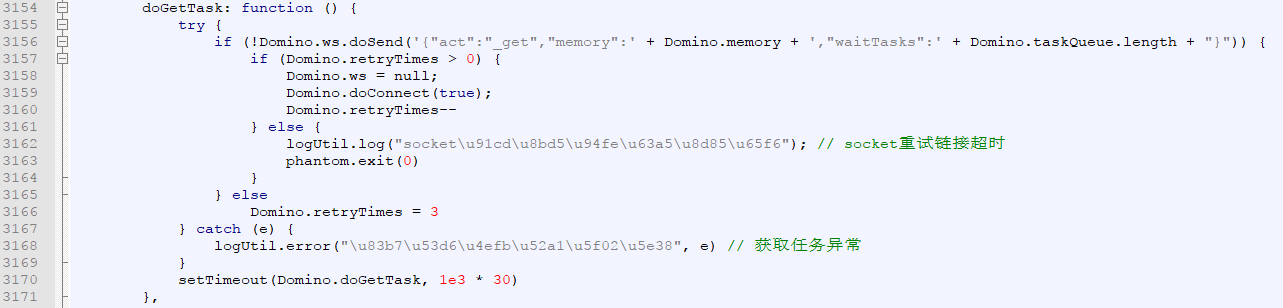 3154 doGetTask: function () {
3155 try {
3156 if (!Domino.ws.doSend('{"act":"_get","memory":' + Domino.memory + ',"waitTasks":' + Domino.taskQueue.length + "}")) {
3157 if (Domino.retryTimes > 0) {
3158 Domino.ws = null;
3159 Domino.doConnect(true);
3160 Domino.retryTimes--
3161 } else {
3162 logUtil.log("socket\u91cd\u8bd5\u94fe\u63a5\u8d85\u65f6"); // socket重试链接超时
3163 phantom.exit(0)
3164 }
3165 } else
3166 Domino.retryTimes = 3
3167 } catch (e) {
3168 logUtil.error("\u83b7\u53d6\u4efb\u52a1\u5f02\u5e38", e) // 获取任务异常
3169 }
3170 setTimeout(Domino.doGetTask, 1e3 * 30)
3171 },